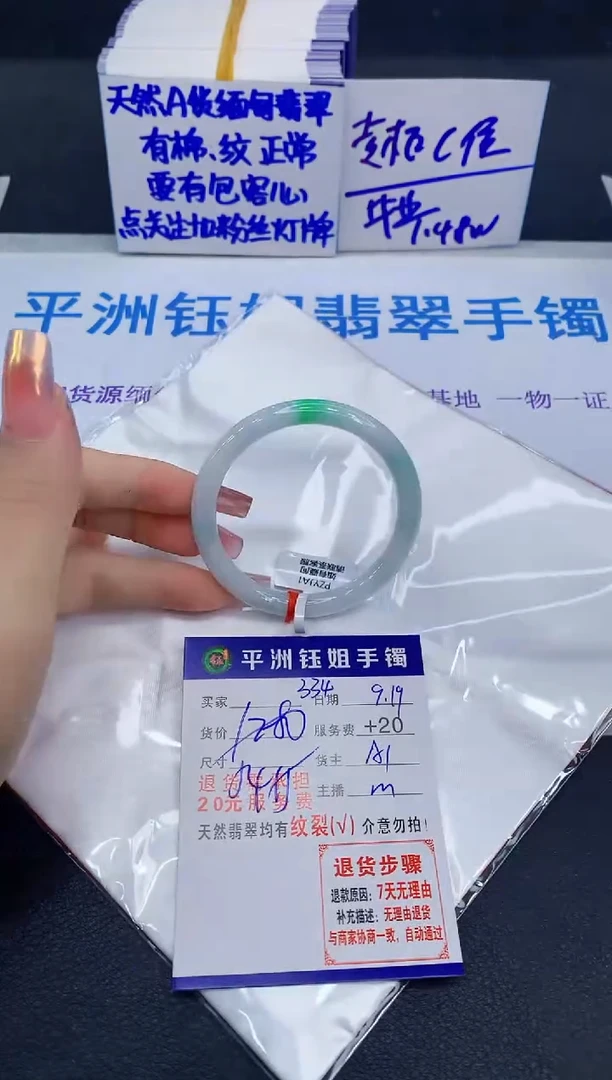 天然A货缅甸翡翠
有棉、纹 正常
要有包容心
点关注加粉丝灯牌
平洲钰姐翡翠手镯
货源缅
基地 一物一证
PZYJA1
平洲钰姐手镯
买家 334 日期 9.19
货价 1280 服务费 +20
尺寸 货主 A1
主播 m
20元服务费
天然翡翠均有纹裂(√) 介意勿拍!
退货步骤
退款原因: 7天无理由
补充描述: 无理由退货
与商家协商一致, 自动通过